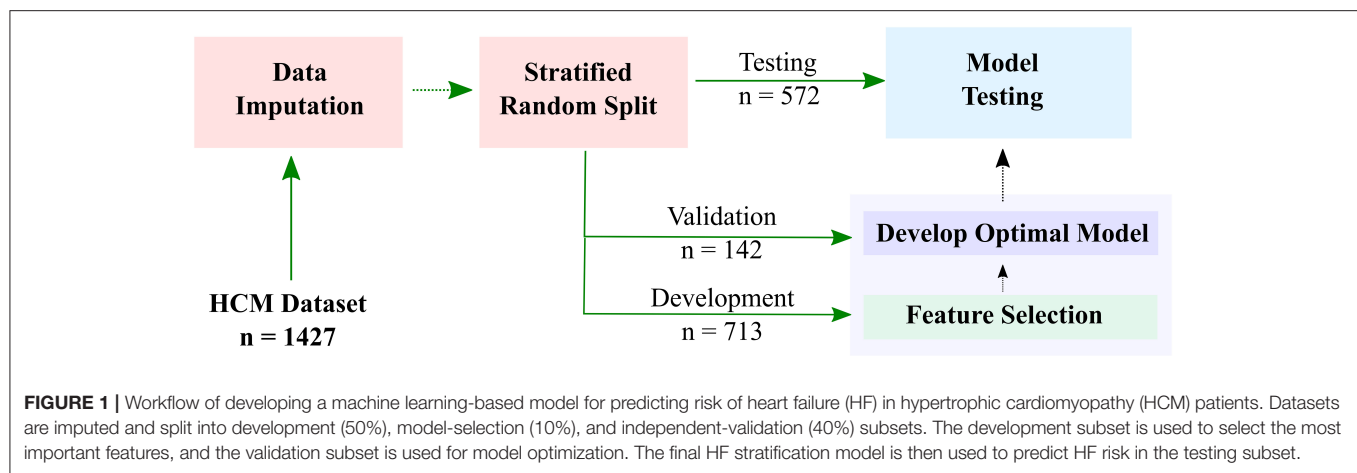 Data
Imputation
Stratified
Random Split
Testing
n = 572
Model
Testing
Validation
n = 142
Develop Optimal Model
HCM Dataset
n = 1427
Development
n = 713
Feature Selection
FIGURE 1 | Workflow of developing a machine learning-based model for predicting risk of heart failure (HF) in hypertrophic cardiomyopathy (HCM) patients. Datasets
are imputed and split into development (50%), model-selection (10%), and independent-validation (40%) subsets. The development subset is used to select the most
important features, and the validation subset is used for model optimization. The final HF stratification model is then used to predict HF risk in the testing subset.